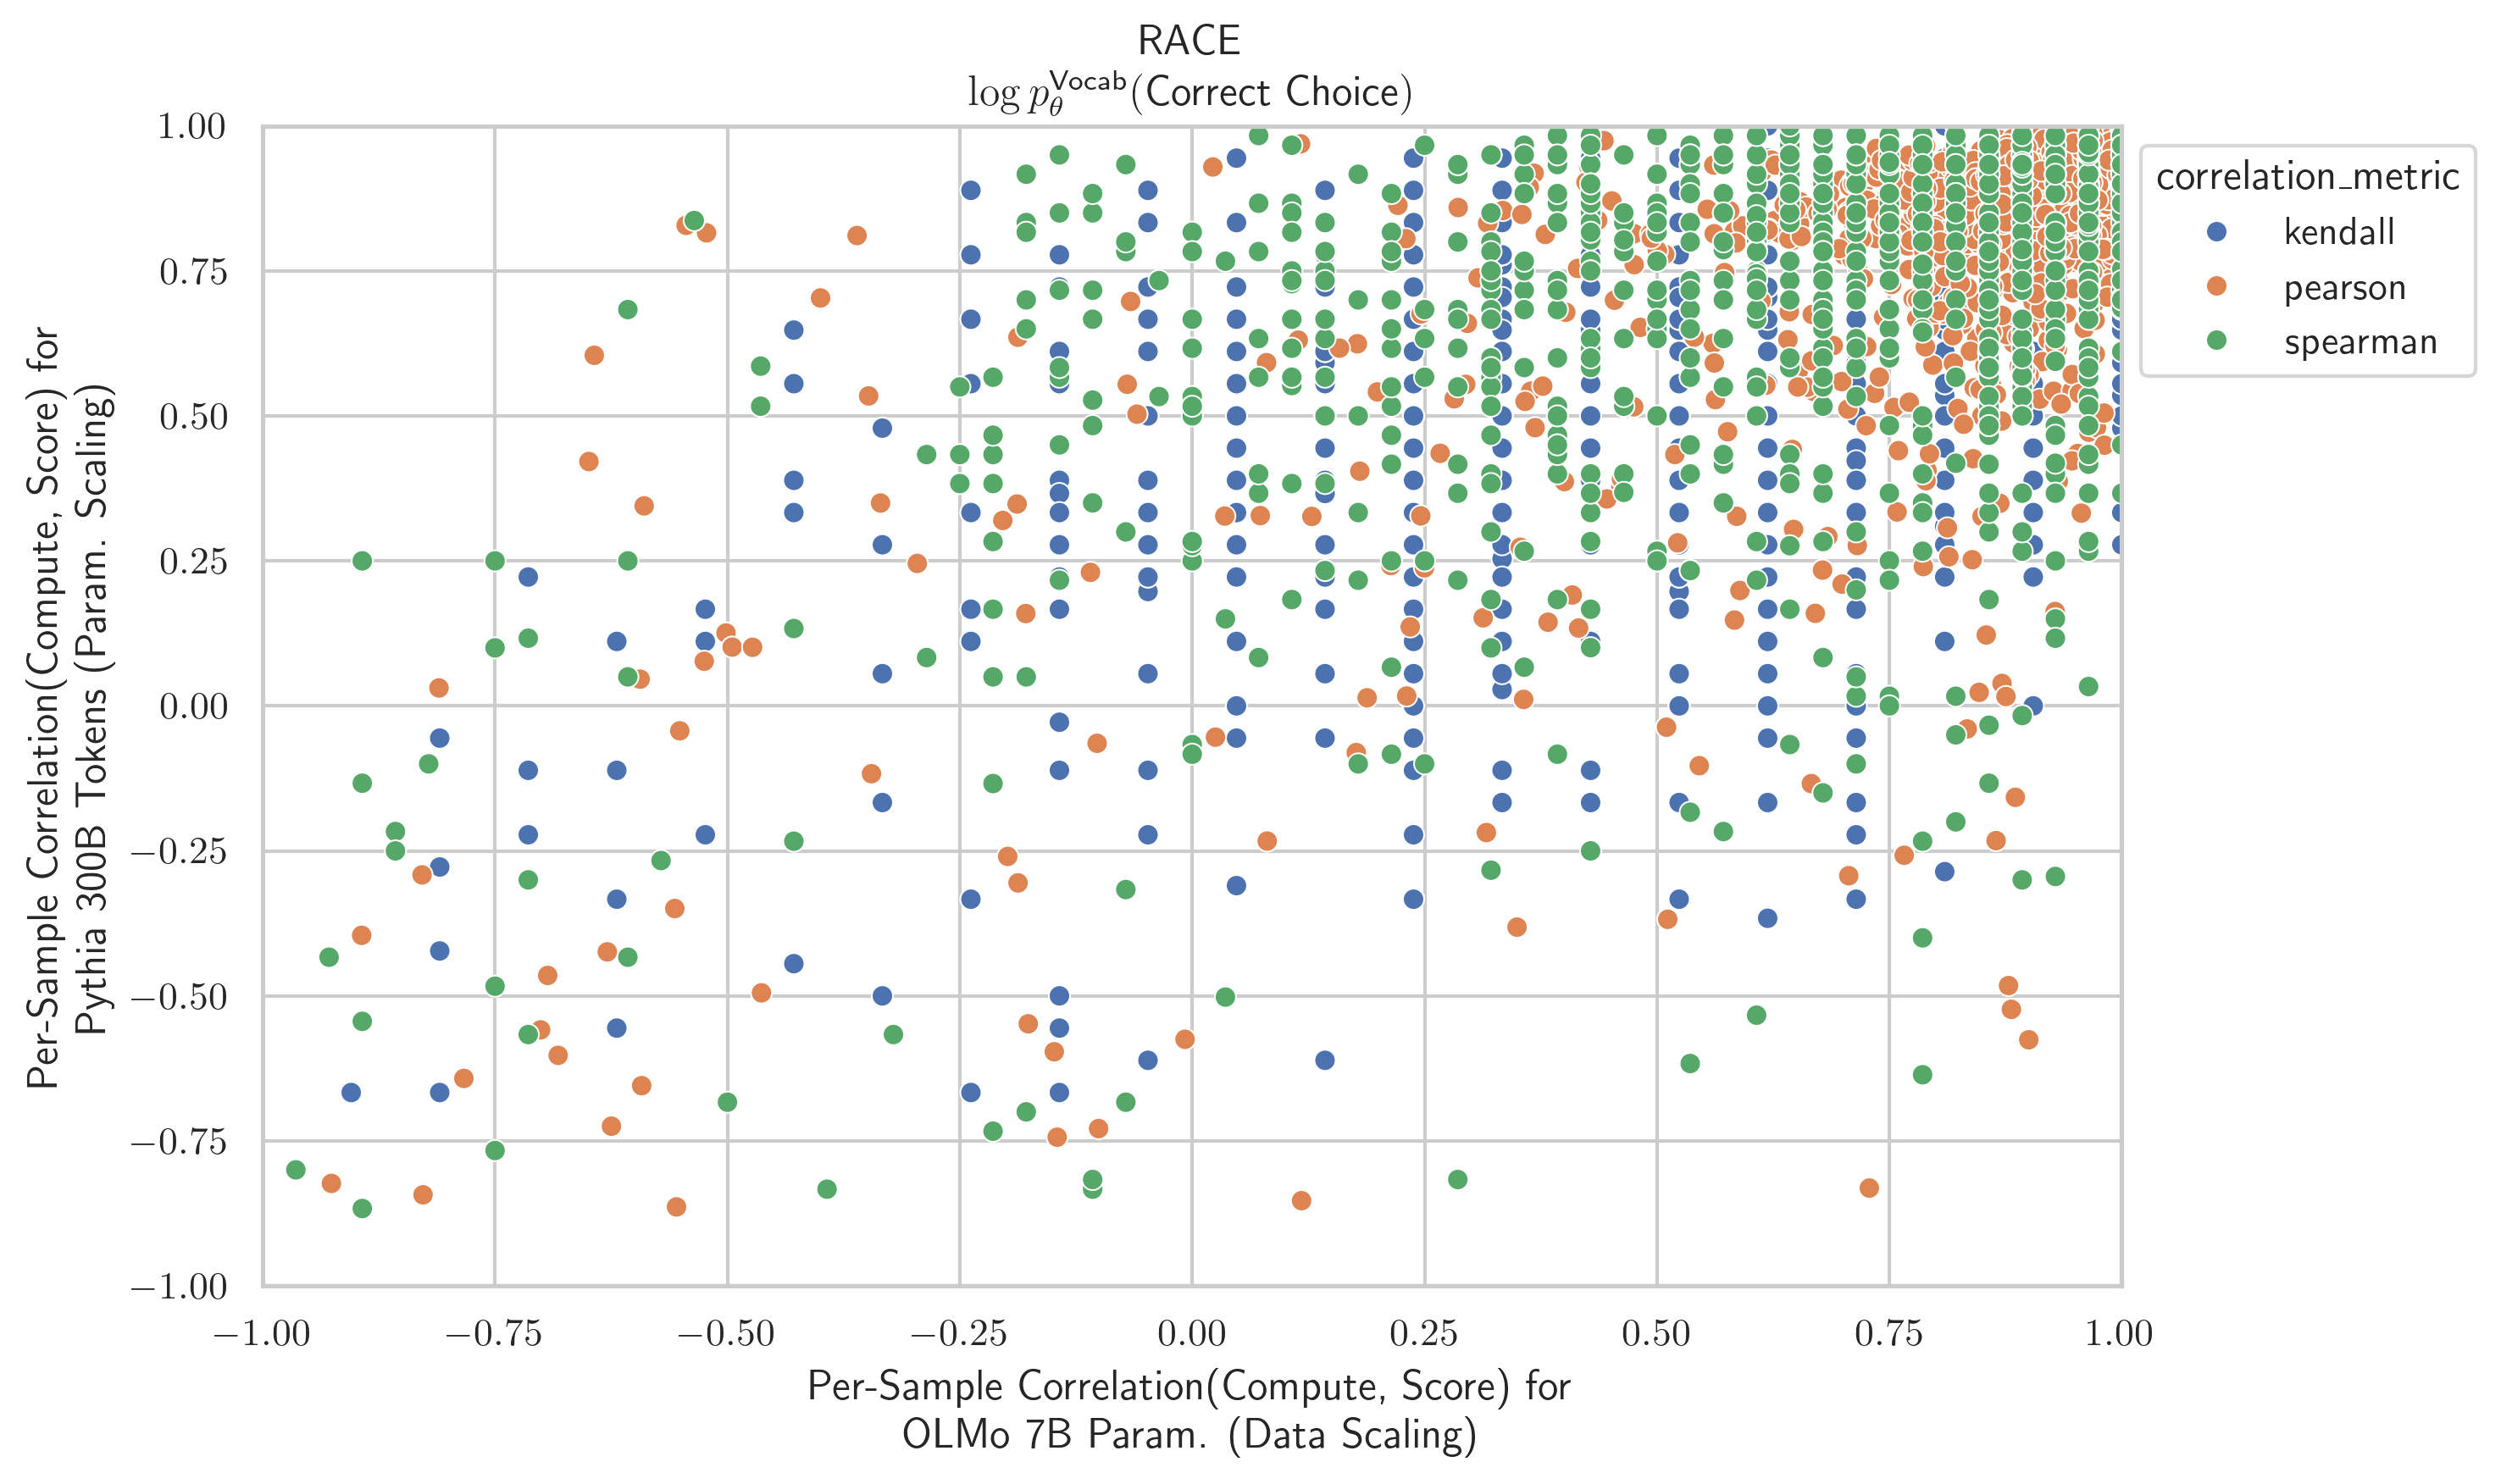 RACE
log p_θ^Vocab(Correct Choice)
1.00
0.75
0.50
0.25
0.00
−0.25
−0.50
−0.75
−1.00
Per-Sample Correlation(Compute, Score) for
Pythia 300B Tokens (Param. Scaling)
correlation_metric
kendall
pearson
spearman
−1.00 −0.75 −0.50 −0.25 0.00 0.25 0.50 0.75 1.00
Per-Sample Correlation(Compute, Score) for
OLMo 7B Param. (Data Scaling)